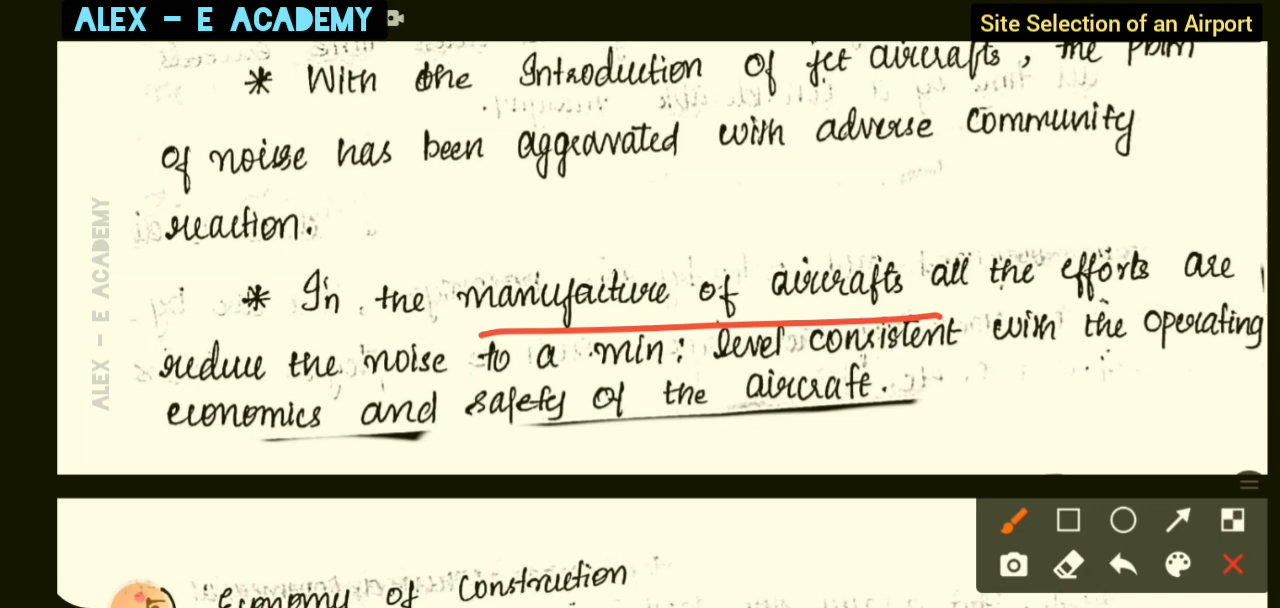 ALEX - E ACADEMY
Site Selection of an Airport
* With the Introduction of jet aircrafts, the
of noise has been aggravated with adverse community
reaction.
ALEX - E ACADEMY
* In the manufacture of aircrafts all the efforts are
reduce the noise to a min: level consistent with the operating
economics and safety of the aircraft.
Economy of Construction